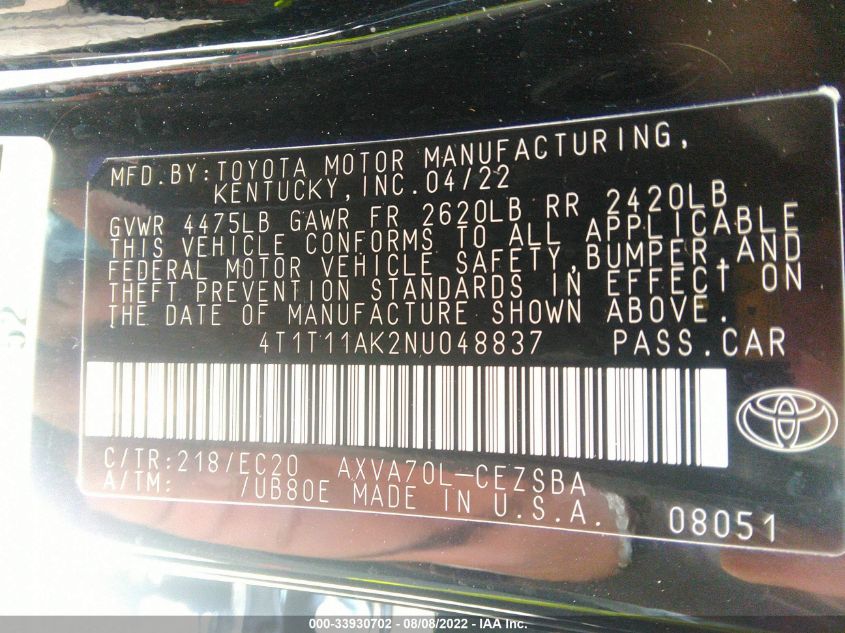 MFD.BY:TOYOTA MOTOR MANUFACTURING,
KENTUCKY,INC.04/22
GVWR 4475LB GAWR FR 2620LB RR 2420LB
THIS VEHICLE CONFORMS TO ALL APPLICABLE
FEDERAL MOTOR VEHICLE SAFETY,BUMPER,AND
THEFT PREVENTION STANDARDS IN EFFECT ON
THE DATE OF MANUFACTURE SHOWN ABOVE.
4T1T11AK2NU048837 PASS.CAR
C/TR:218/EC20 AXVA70L-CEZSBA
A/TM: /UB80E MADE IN U.S.A.
08051
000-33930702 - 08/08/2022 - IAA Inc.